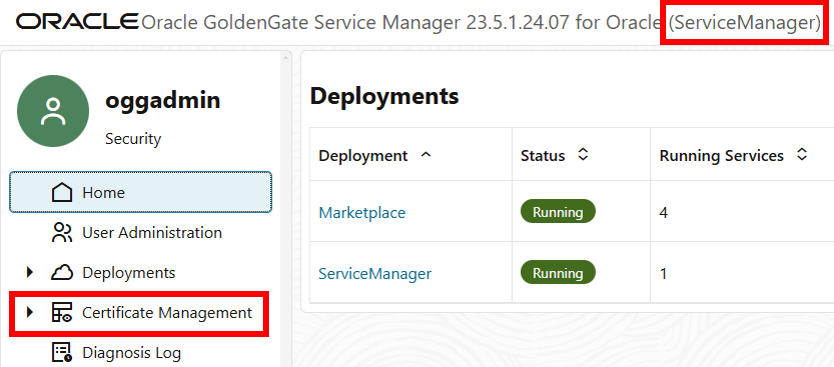 ORACLE Oracle GoldenGate Service Manager 23.5.1.24.07 for Oracle (ServiceManager)
oggadmin
Security
Home
User Administration
Deployments
Certificate Management
Diagnosis Log
Deployments
Deployment Status Running Services
Marketplace Running 4
ServiceManager Running 1